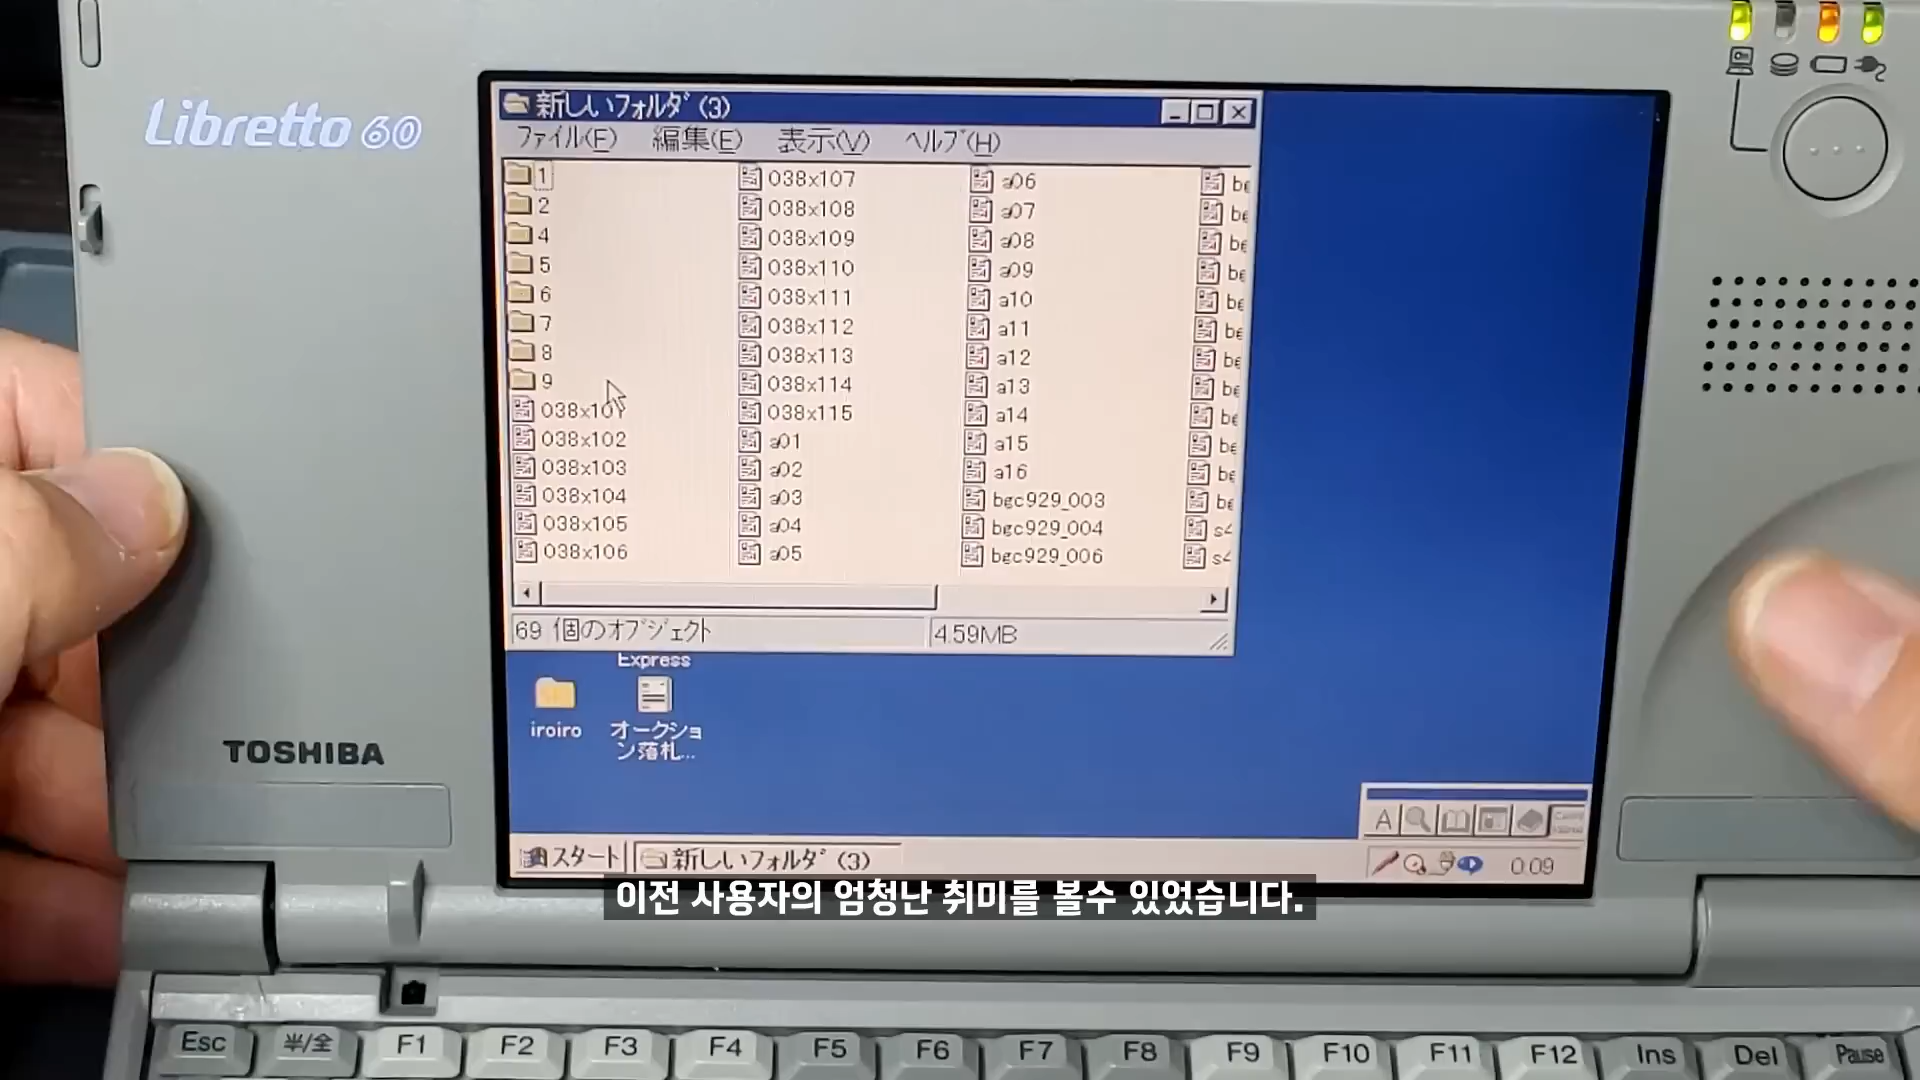 Libretto 60
新しいフォルダ (3)
ファイル(F) 編集(E) 表示(V) ヘルプ(H)
1
2
4
5
6
7
8
9
038x101
038x102
038x103
038x104
038x105
038x106
038x107
038x108
038x109
038x110
038x111
038x112
038x113
038x114
038x115
a01
a02
a03
a04
a05
a06
a07
a08
a09
a10
a11
a12
a13
a14
a15
a16
bgc929_003
bgc929_004
bgc929_006
69 個のオブジェクト
4.59MB
Express
iroiro
オークショ
ン落札...
TOSHIBA
A
スタート
新しいフォルダ (3)
0:09
이전 사용자의 엄청난 취미를 볼수 있었습니다.
Esc 半/全 F1 F2 F3 F4 F5 F6 F7 F8 F9 F10 F11 F12 Ins Del Pause